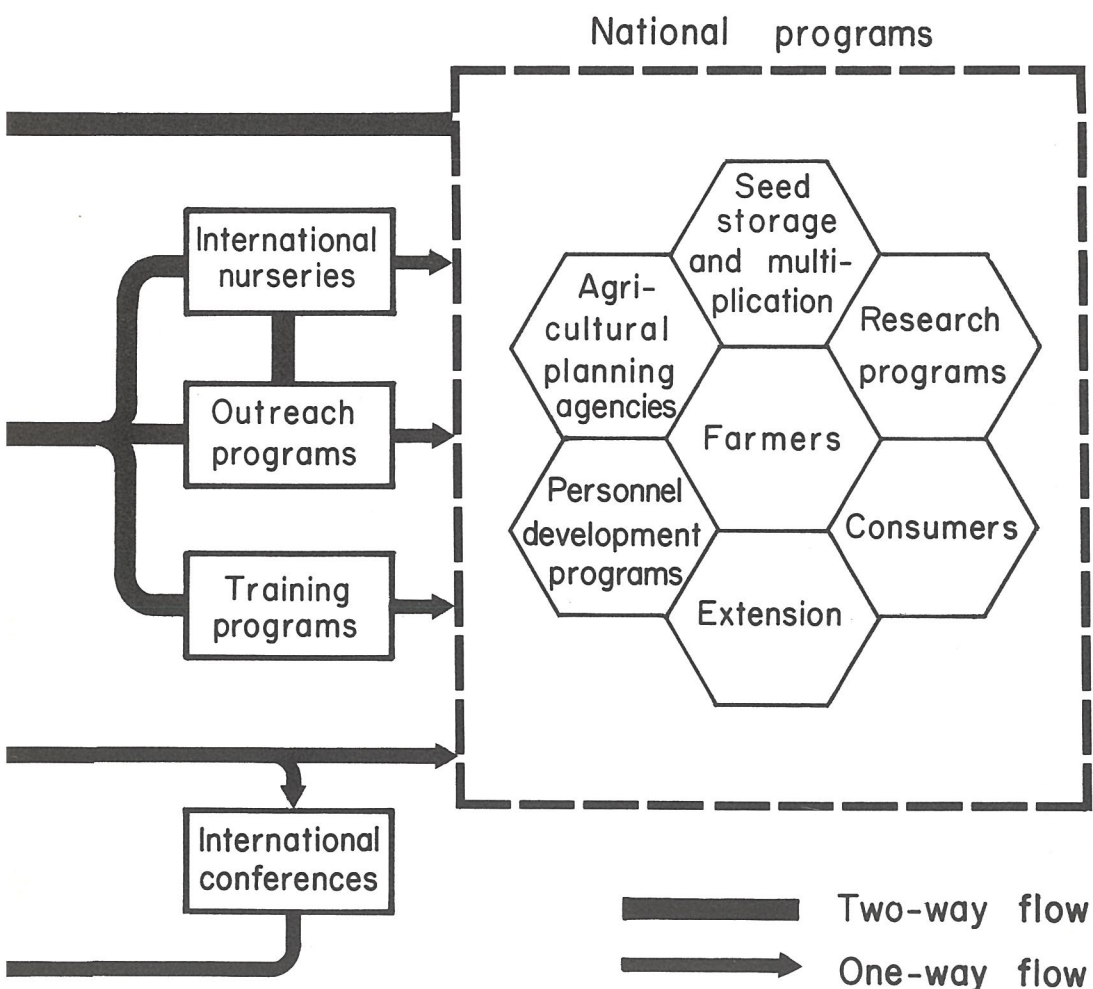 National programs
International
nurseries
Outreach
programs
Training
programs
International
conferences
Seed
storage
and multi-
plication
Agri-
cultural
planning
agencies
Research
programs
Farmers
Personnel
development
programs
Consumers
Extension
Two-way flow
One-way flow